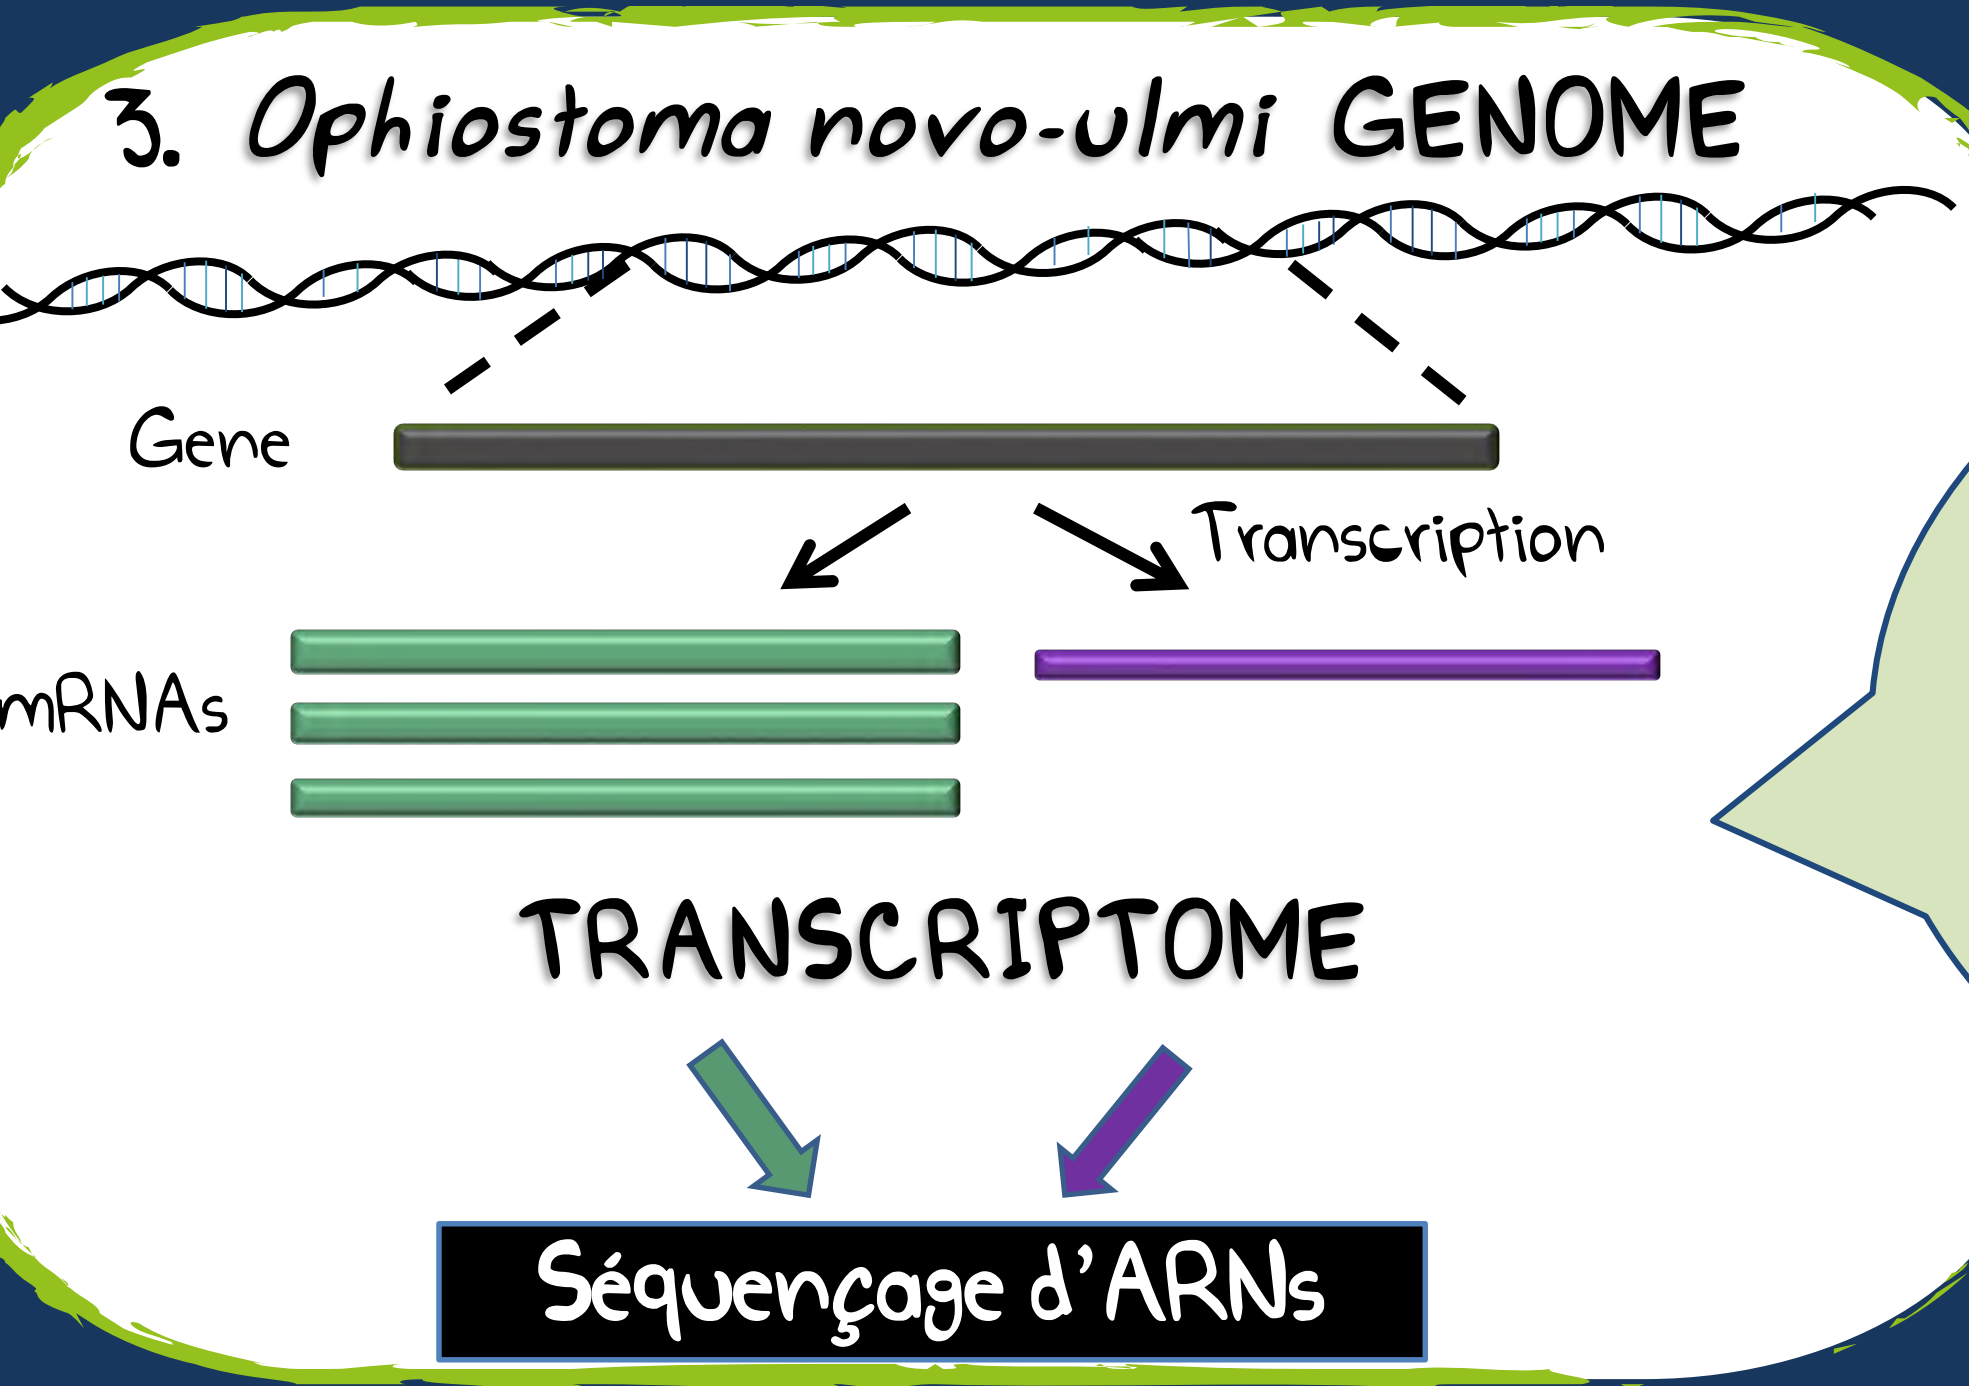 3. Ophiostoma novo-ulmi GENOME
Gene
Transcription
mRNAs
TRANSCRIPTOME
Séquençage d'ARNs